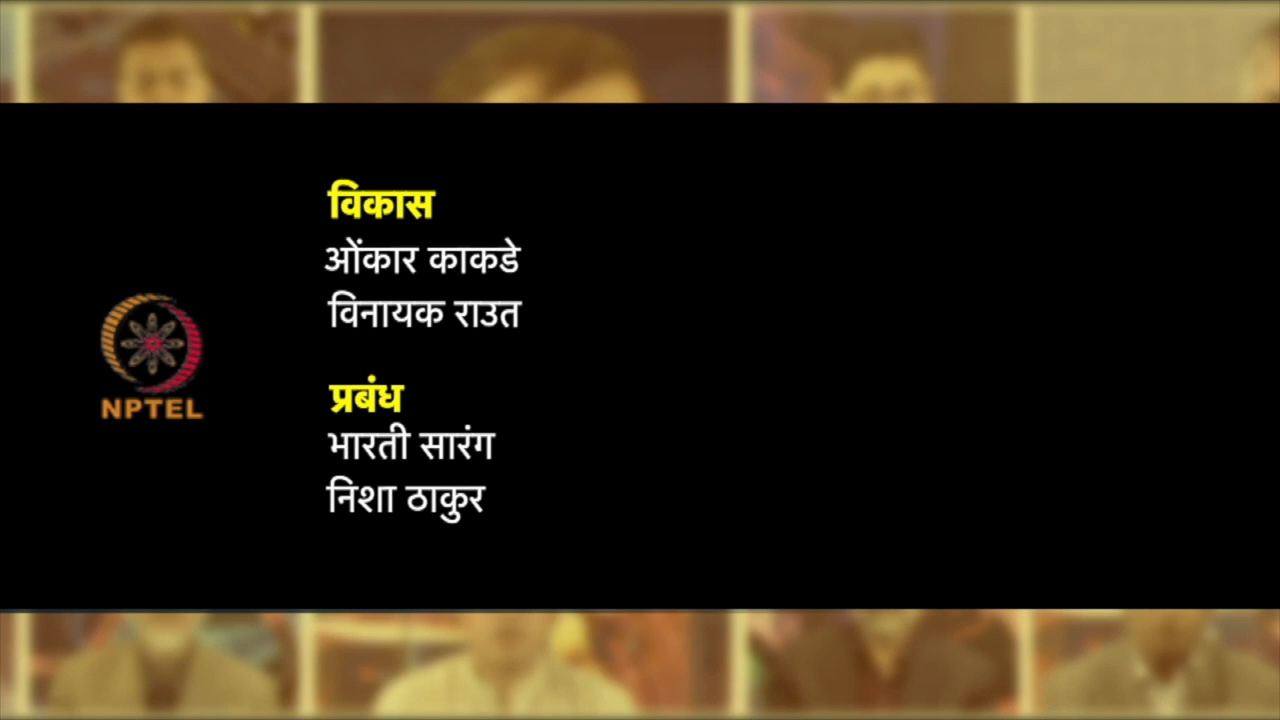 विकास
ओंकार काकडे
विनायक राउत
NPTEL
प्रबंध
भारती सारंग
निशा ठाकुर